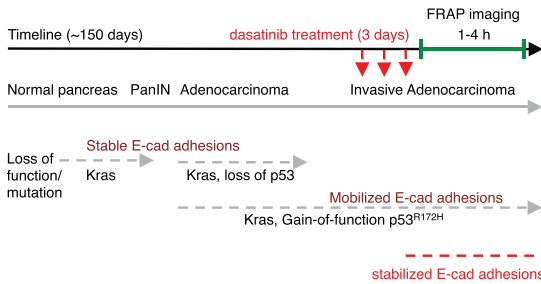 FRAP imaging
Timeline (~150 days) dasatinib treatment (3 days) 1-4 h
Normal pancreas PanIN Adenocarcinoma Invasive Adenocarcinoma
Stable E-cad adhesions
Loss of
function/
mutation
Kras Kras, loss of p53
Mobilized E-cad adhesions
Kras, Gain-of-function p53R172H
stabilized E-cad adhesions